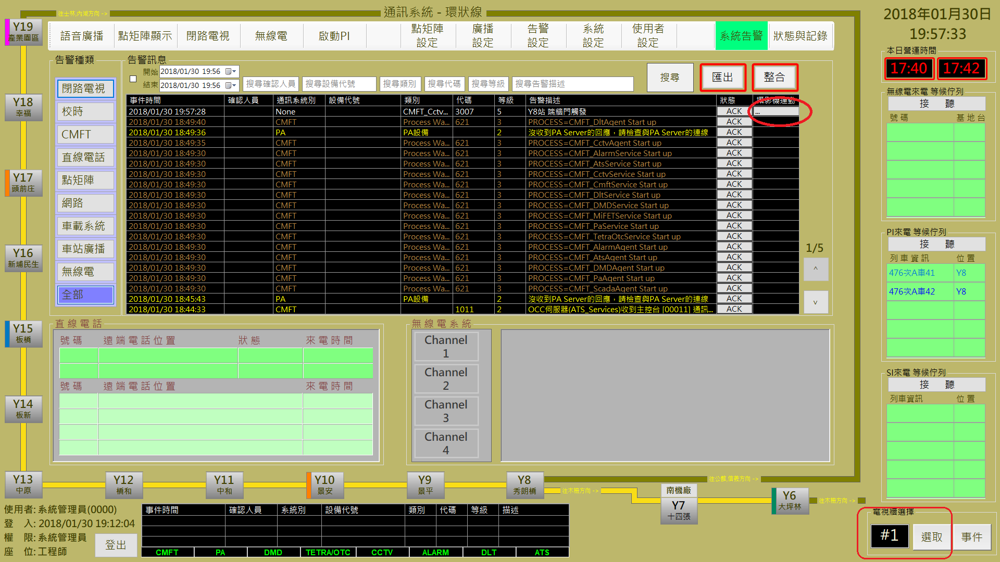 往士林,內湖方向 ->
通訊系統 - 環狀線
2018年01月30日
19:57:33
語音廣播 點矩陣顯示 閉路電視 無線電 啟動PI 點矩陣設定 廣播設定 告警設定 系統設定 使用者設定 系統告警 狀態與記錄
本日營運時間
17:40 17:42
Y19
產業園區
Y18
幸福
Y17
頭前庄
Y16
新埔民生
Y15
板橋
Y14
板新
Y13
中原
告警種類
閉路電視
校時
CMFT
直線電話
點矩陣
網路
車載系統
車站廣播
無線電
全部
告警訊息
開始 2018/01/30 19:56
結束 2018/01/30 19:56
搜尋確認人員 搜尋設備代號 搜尋類別 搜尋代碼 搜尋等級 搜尋告警描述
搜尋 匯出 整合
事件時間 確認人員 通訊系統別 設備代號 類別 代碼 等級 告警描述 狀態 攝影機連動
2018/01/30 19:57:28 None CMFT_Cctv... 3007 5 Y8站 端牆門觸發 ACK ...
2018/01/30 18:49:40 CMFT Process Wa... 621 3 PROCESS=CMFT_DltAgent Start up ACK
2018/01/30 18:49:36 PA PA設備 2 沒收到PA Server的回應，請檢查與PA Server的連線 ACK
2018/01/30 18:49:35 CMFT Process Wa... 621 3 PROCESS=CMFT_CctvAgent Start up ACK
2018/01/30 18:49:30 CMFT Process Wa... 621 3 PROCESS=CMFT_AlarmService Start up ACK
2018/01/30 18:49:30 CMFT Process Wa... 621 3 PROCESS=CMFT_AtsService Start up ACK
2018/01/30 18:49:30 CMFT Process Wa... 621 3 PROCESS=CMFT_CctvService Start up ACK
2018/01/30 18:49:30 CMFT Process Wa... 621 3 PROCESS=CMFT_CmftService Start up ACK
2018/01/30 18:49:30 CMFT Process Wa... 621 3 PROCESS=CMFT_DltService Start up ACK
2018/01/30 18:49:30 CMFT Process Wa... 621 3 PROCESS=CMFT_DMDService Start up ACK
2018/01/30 18:49:30 CMFT Process Wa... 621 3 PROCESS=CMFT_MiFETService Start up ACK
2018/01/30 18:49:30 CMFT Process Wa... 621 3 PROCESS=CMFT_PaService Start up ACK
2018/01/30 18:49:30 CMFT Process Wa... 621 3 PROCESS=CMFT_TetraOtcService Start up ACK
2018/01/30 18:49:30 CMFT Process Wa... 621 3 PROCESS=CMFT_AlarmAgent Start up ACK
2018/01/30 18:49:30 CMFT Process Wa... 621 3 PROCESS=CMFT_AtsAgent Start up ACK
2018/01/30 18:49:30 CMFT Process Wa... 621 3 PROCESS=CMFT_DMDAgent Start up ACK
2018/01/30 18:49:30 CMFT Process Wa... 621 3 PROCESS=CMFT_PaAgent Start up ACK
2018/01/30 18:49:30 CMFT Process Wa... 621 3 PROCESS=CMFT_ScadaAgent Start up ACK
2018/01/30 18:45:43 PA PA設備 2 沒收到PA Server的回應，請檢查與PA Server的連線 ACK
2018/01/30 18:44:33 CMFT 1011 2 OCC伺服器(ATS_Services)收到主控台 [00011] 通訊... ACK
1/5
˄
˅
無線電來電 等候佇列
接 聽
號碼 基地台
PI來電 等候佇列
接 聽
列車資訊 位置
476次A車41 Y8
476次A車42 Y8
SI來電 等候佇列
接 聽
列車資訊 位置
直線電話
號碼 遠端電話位置 狀態 來電時間
號碼 遠端電話位置 來電時間
無線電系統
Channel
1
Channel
2
Channel
3
Channel
4
Y12
橋和
Y11
中和
Y10
景安
Y9
景平
Y8
秀朗橋
往公館,信義方向 ->
往木柵方向 ->
南機廠
Y7
十四張
Y6
大坪林
往木柵方向 ->
使用者: 系統管理員(0000)
登 入: 2018/01/30 19:12:04
權 限: 系統管理員
座 位: 工程師
登出
事件時間 確認人員 系統別 設備代號 類別 代碼 等級 描述
CMFT PA DMD TETRA/OTC CCTV ALARM DLT ATS
電視牆選擇
#1 選取 事件